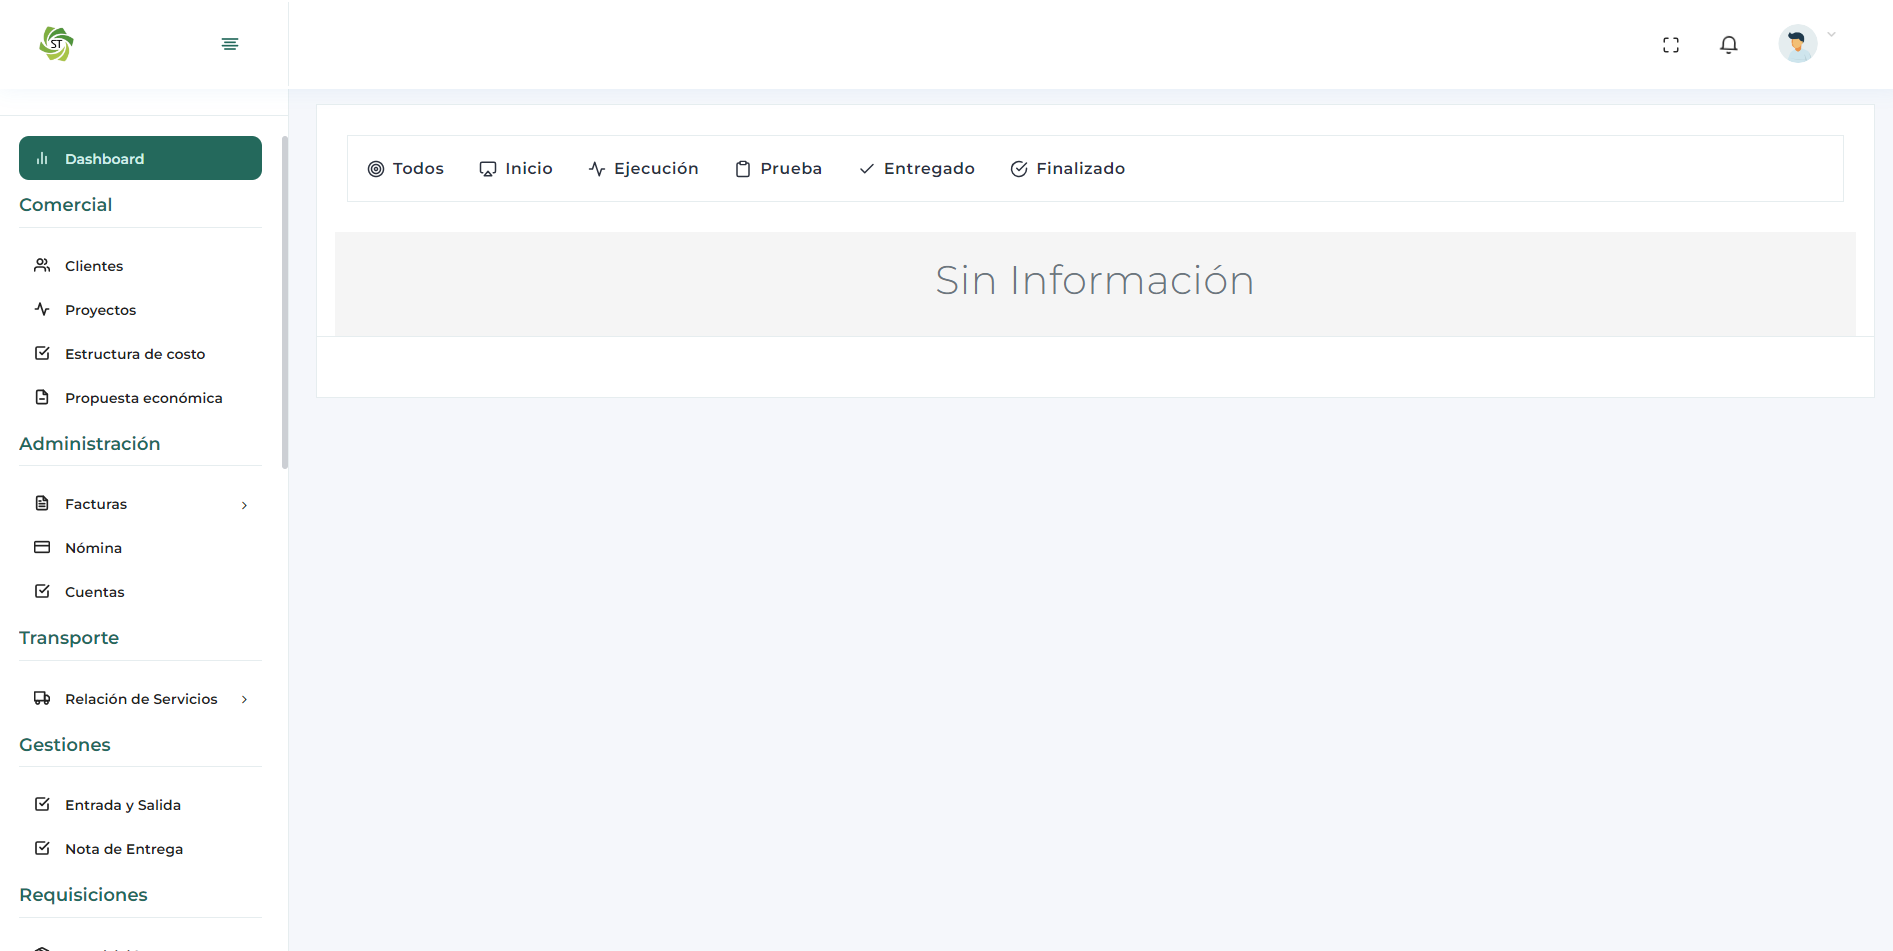 ST
Dashboard
Comercial
Clientes
Proyectos
Estructura de costo
Propuesta económica
Administración
Facturas
Nómina
Cuentas
Transporte
Relación de Servicios
Gestiones
Entrada y Salida
Nota de Entrega
Requisiciones
Todos Inicio Ejecución Prueba Entregado Finalizado
Sin Información